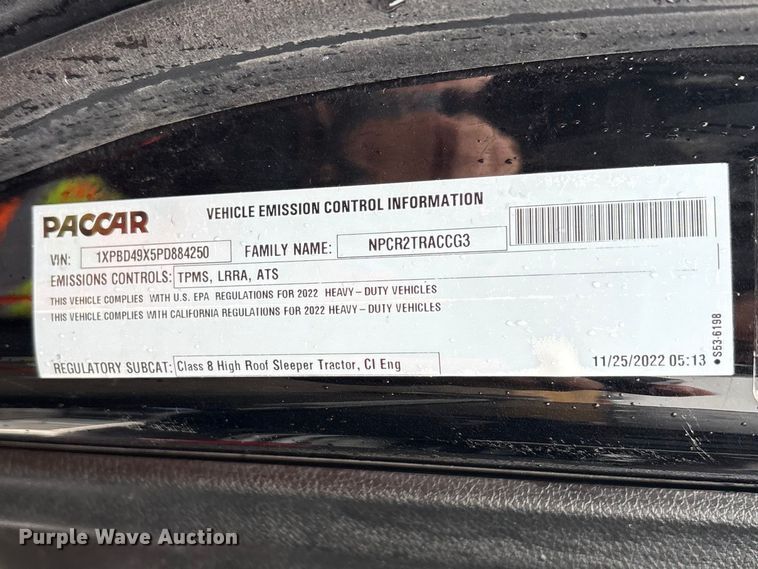 PACCAR VEHICLE EMISSION CONTROL INFORMATION
VIN: 1XPBD49X5PD884250 FAMILY NAME: NPCR2TRACCG3
EMISSIONS CONTROLS: TPMS, LRRA, ATS
THIS VEHICLE COMPLIES WITH U.S. EPA REGULATIONS FOR 2022 HEAVY-DUTY VEHICLES
THIS VEHICLE COMPLIES WITH CALIFORNIA REGULATIONS FOR 2022 HEAVY-DUTY VEHICLES
REGULATORY SUBCAT: Class 8 High Roof Sleeper Tractor, CI Eng 11/25/2022 05:13
●S53-6198
Purple Wave Auction